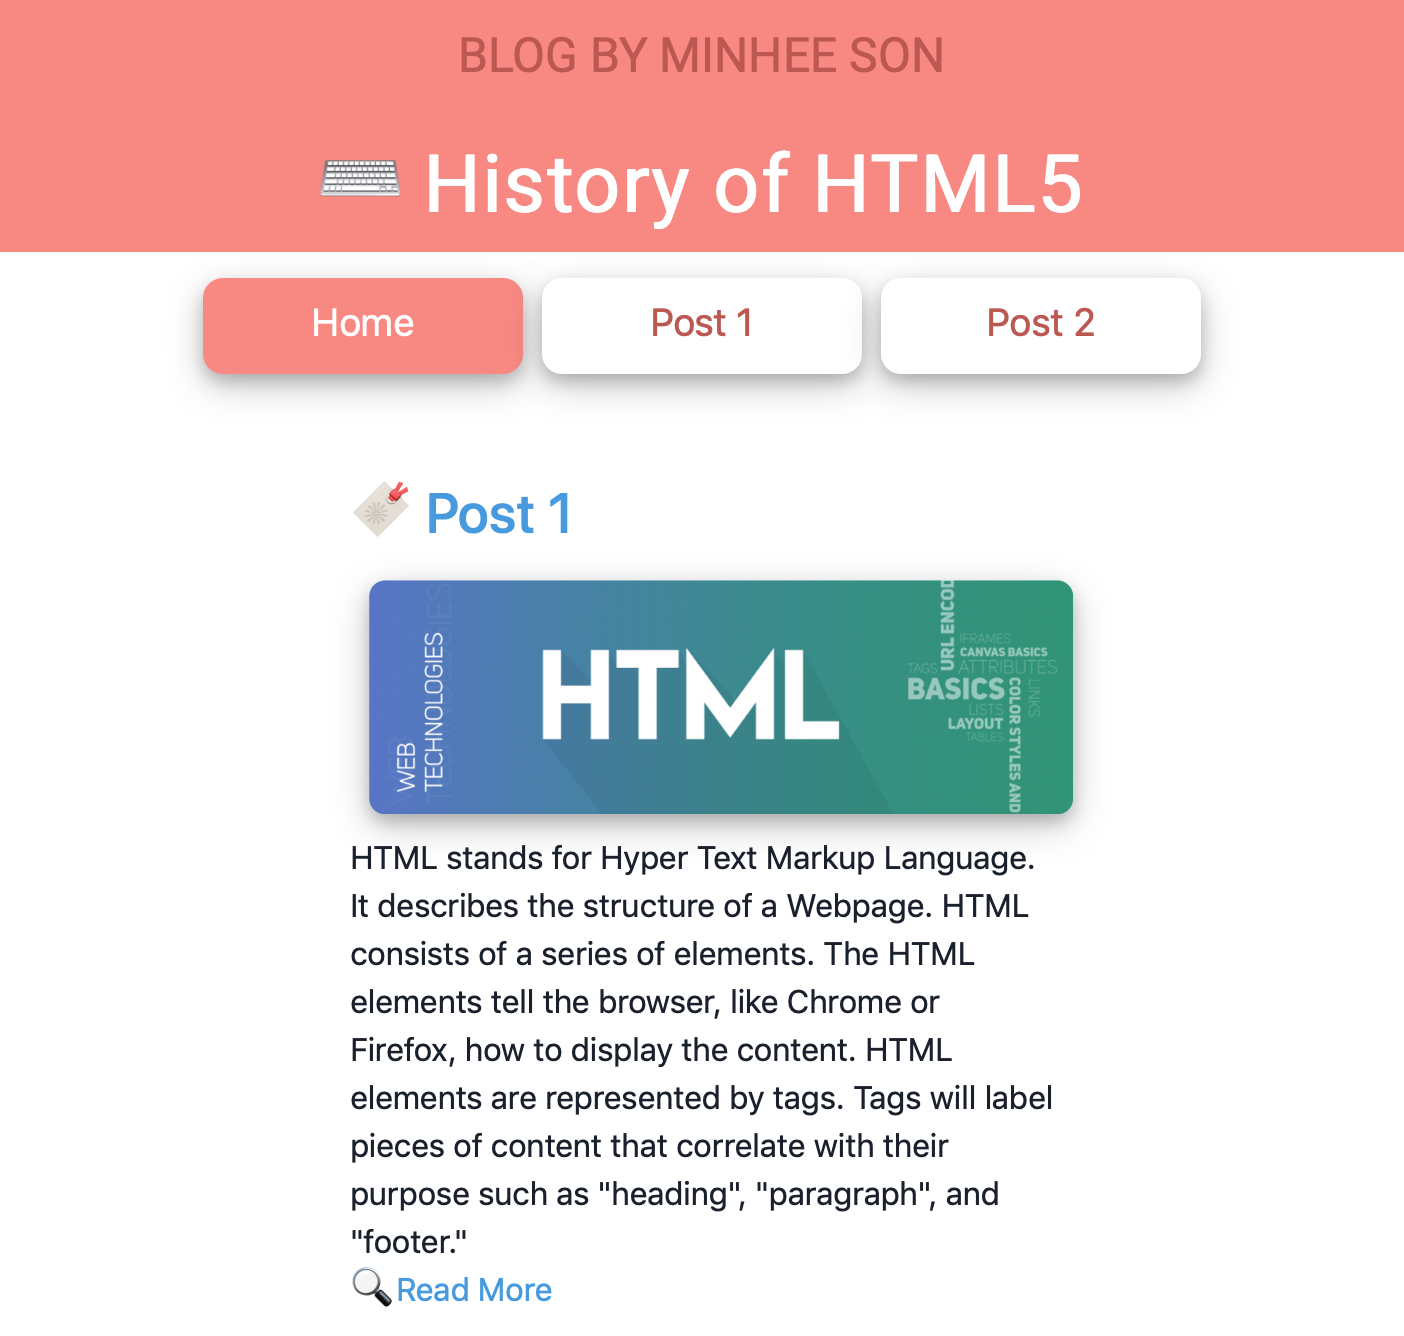 BLOG BY MINHEE SON
History of HTML5
Home
Post 1
Post 2
Post 1
WEB
TECHNOLOGIES
WEB
TECHNOLOGIES
HTML
URL ENCOD
IFRAMES
CANVAS BASICS
TAGS
ATTRIBUTES
BASICS
COLOR STYLES AND
LINKS
LISTS
LAYOUT
TABLES
HTML stands for Hyper Text Markup Language.
It describes the structure of a Webpage. HTML
consists of a series of elements. The HTML
elements tell the browser, like Chrome or
Firefox, how to display the content. HTML
elements are represented by tags. Tags will label
pieces of content that correlate with their
purpose such as "heading", "paragraph", and
"footer."
Read More